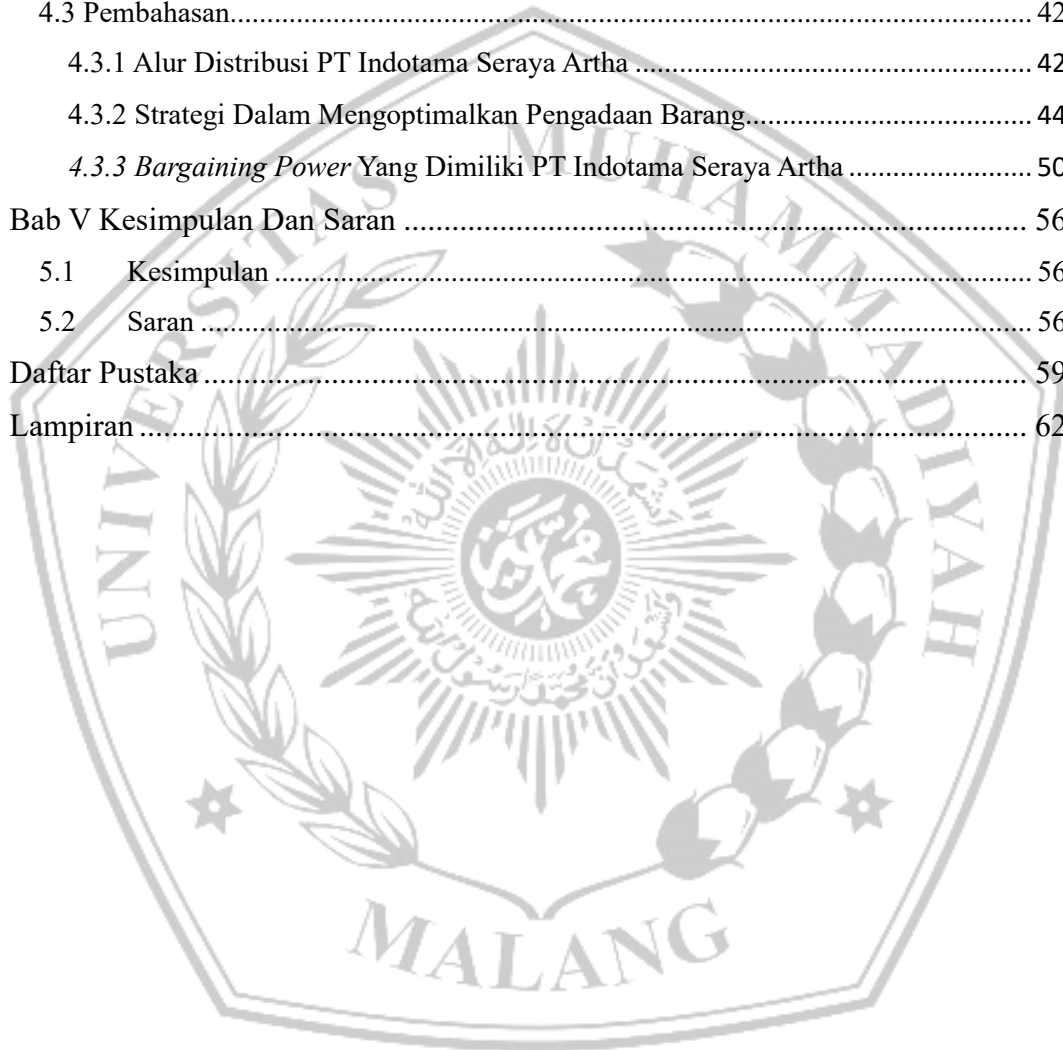 4.3 Pembahasan.................................................................................................. 42
4.3.1 Alur Distribusi PT Indotama Seraya Artha ................................................ 42
4.3.2 Strategi Dalam Mengoptimalkan Pengadaan Barang................................... 44
4.3.3 Bargaining Power Yang Dimiliki PT Indotama Seraya Artha ...................... 50
Bab V Kesimpulan Dan Saran ............................................................................. 56
5.1 Kesimpulan ................................................................................................ 56
5.2 Saran .......................................................................................................... 56
Daftar Pustaka ..................................................................................................... 59
Lampiran .............................................................................................................. 62
UNIVERSITAS MUHAMMADIYAH
MALANG